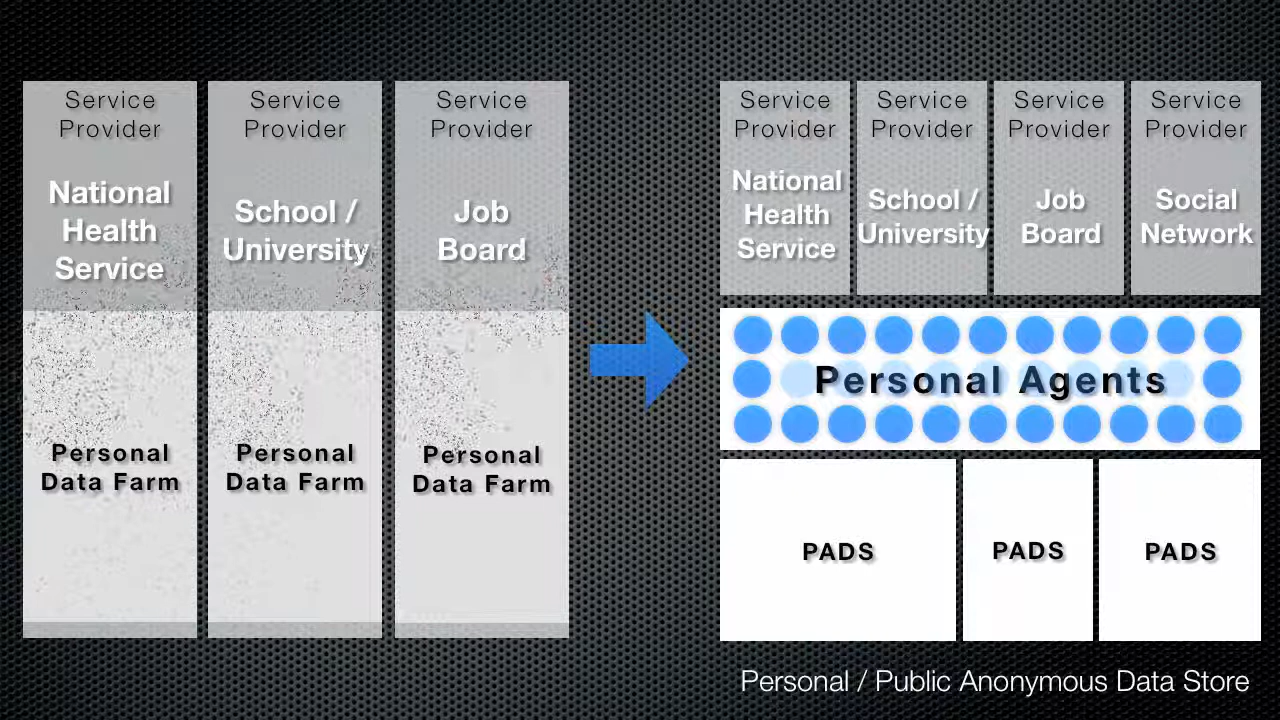 Service
Provider
National
Health
Service
Personal
Data Farm
Service
Provider
School /
University
Personal
Data Farm
Service
Provider
Job
Board
Personal
Data Farm
Service
Provider
National
Health
Service
Service
Provider
School /
University
Service
Provider
Job
Board
Service
Provider
Social
Network
Personal Agents
PADS
PADS
PADS
Personal / Public Anonymous Data Store